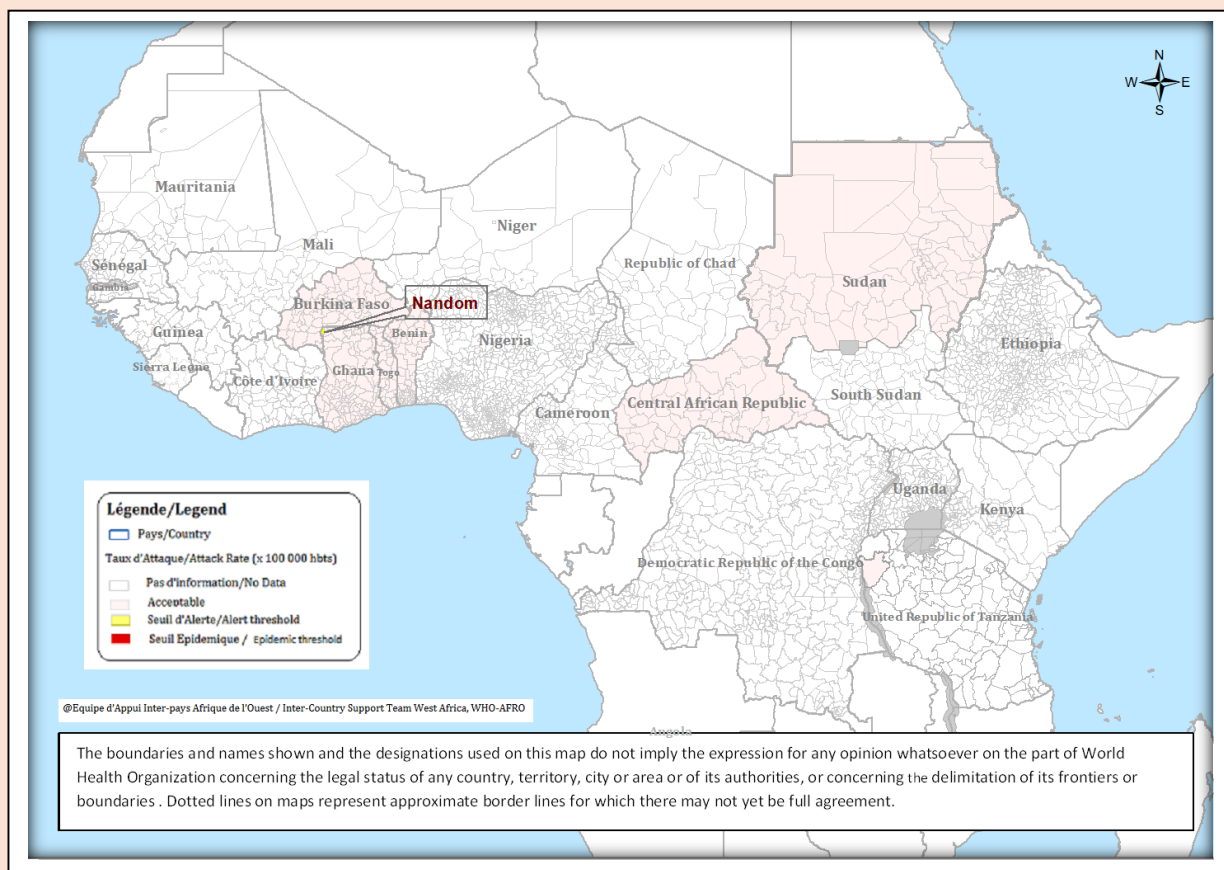 N
W E
S
Mauritania
Mali
Niger
Republic of Chad
Sudan
Sénégal
Gambia
Burkina Faso
Nandom
Benin
Guinea
Nigeria
Ethiopia
Sierra Leone
Côte d'Ivoire
Ghana
Togo
Cameroon
Central African Republic
South Sudan
Uganda
Kenya
Democratic Republic of the Congo
United Republic of Tanzania
Angola
Légende/Legend
Pays/Country
Taux d'Attaque/Attack Rate (x 100 000 hbts)
Pas d'information/No Data
Acceptable
Seuil d'Alerte/Alert threshold
Seuil Epidemique / Epidemic threshold
@Equipe d'Appui Inter-pays Afrique de l'Ouest / Inter-Country Support Team West Africa, WHO-AFRO
The boundaries and names shown and the designations used on this map do not imply the expression for any opinion whatsoever on the part of World
Health Organization concerning the legal status of any country, territory, city or area or of its authorities, or concerning the delimitation of its frontiers or
boundaries . Dotted lines on maps represent approximate border lines for which there may not yet be full agreement.